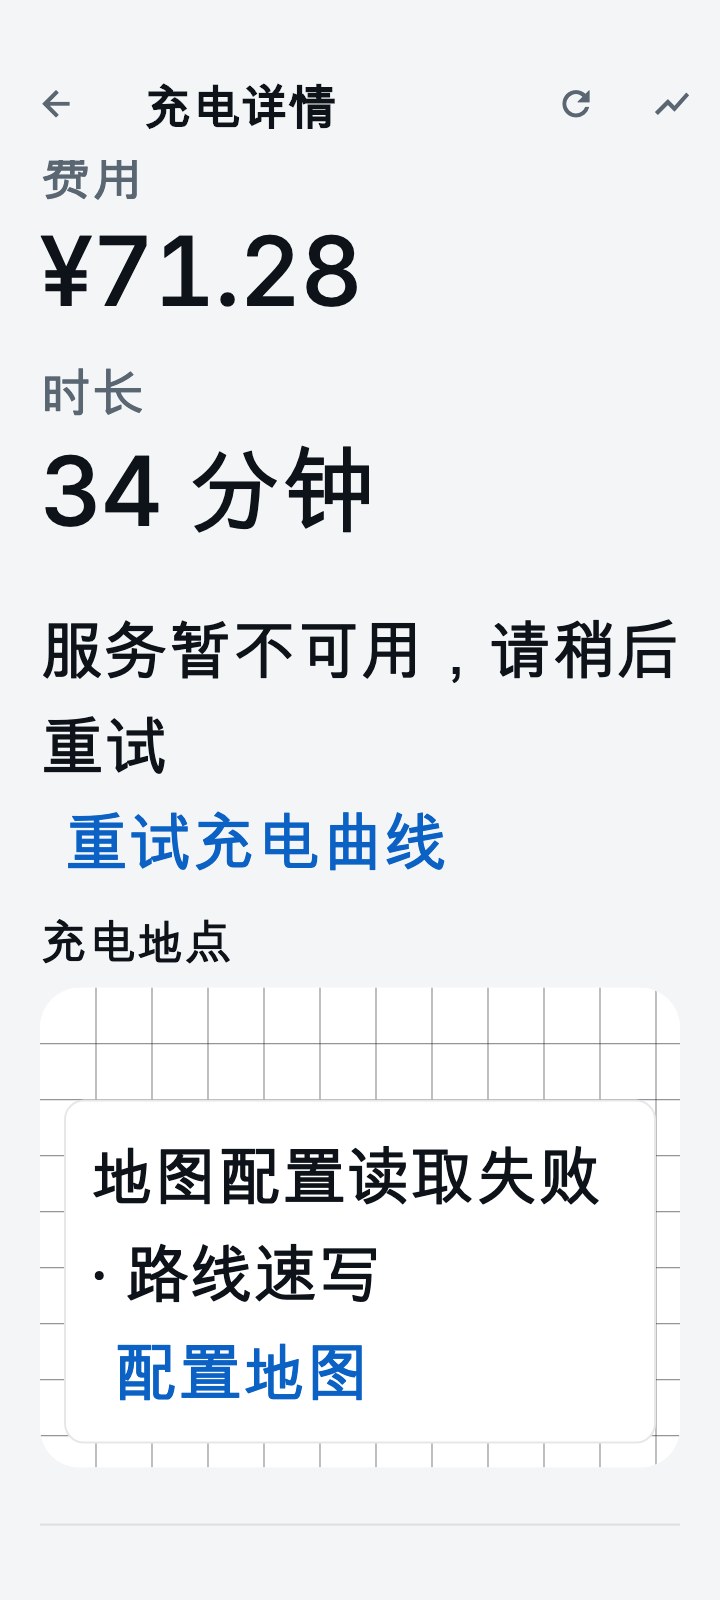 充电详情
费用
¥71.28
时长
34 分钟
服务暂不可用，请稍后
重试
重试充电曲线
充电地点
地图配置读取失败
· 路线速写
配置地图